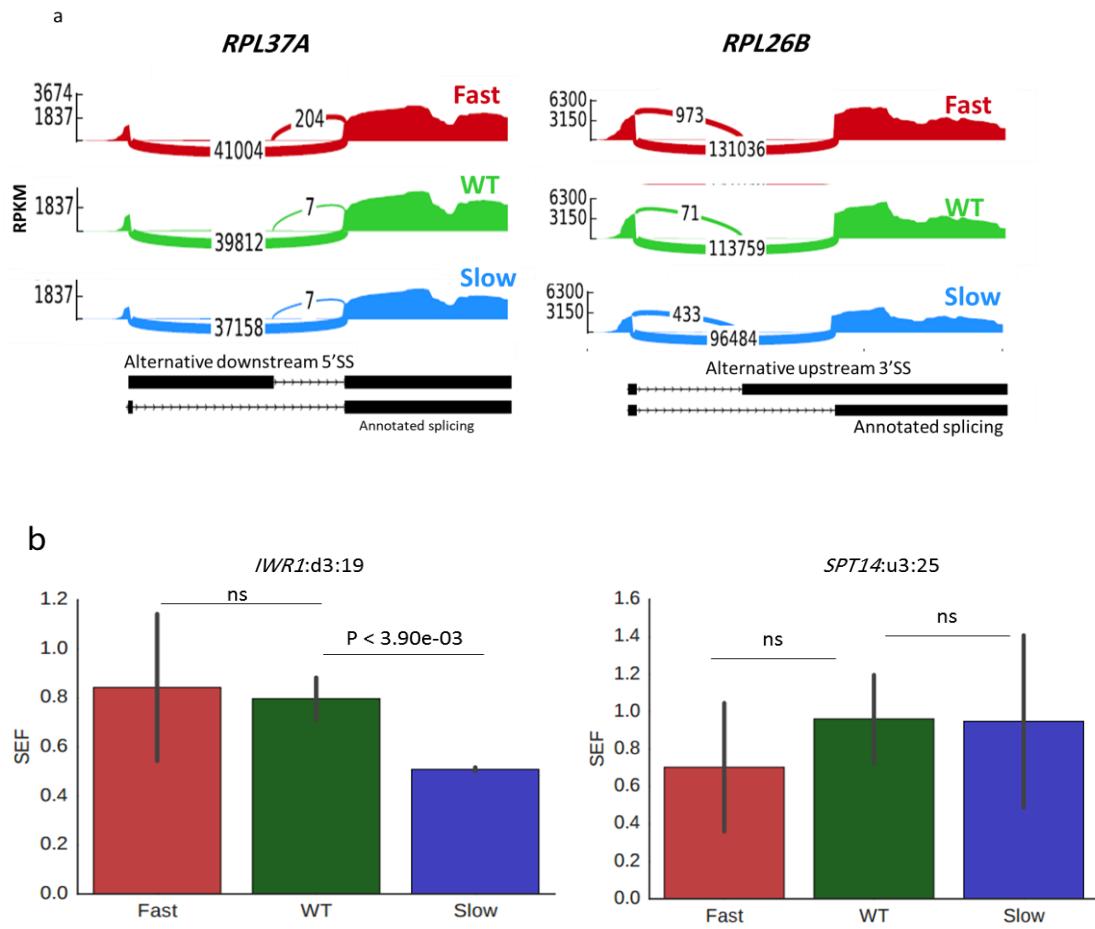 a
RPL37A
RPL26B
3674
1837
Fast
204
41004
6300
3150
Fast
973
131036
RPKM
1837
WT
7
39812
6300
3150
WT
71
113759
1837
Slow
7
37158
6300
3150
Slow
433
96484
Alternative downstream 5'SS
Annotated splicing
Alternative upstream 3'SS
Annotated splicing
b
IWR1:d3:19
SEF
1.2
1.0
0.8
0.6
0.4
0.2
0.0
ns
P < 3.90e-03
Fast WT Slow
SPT14:u3:25
SEF
1.6
1.4
1.2
1.0
0.8
0.6
0.4
0.2
0.0
ns
ns
Fast WT Slow